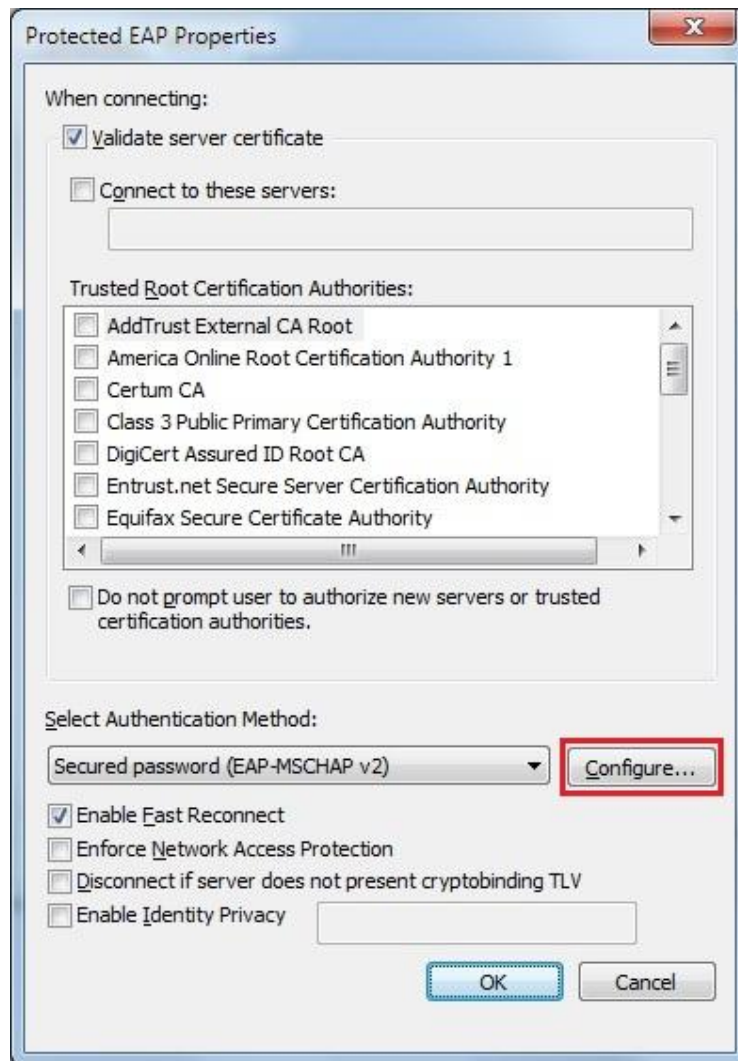 Protected EAP Properties
When connecting:
Validate server certificate
Connect to these servers:
Trusted Root Certification Authorities:
AddTrust External CA Root
America Online Root Certification Authority 1
Certum CA
Class 3 Public Primary Certification Authority
DigiCert Assured ID Root CA
Entrust.net Secure Server Certification Authority
Equifax Secure Certificate Authority
Do not prompt user to authorize new servers or trusted
certification authorities.
Select Authentication Method:
Secured password (EAP-MSCHAP v2) Configure...
Enable Fast Reconnect
Enforce Network Access Protection
Disconnect if server does not present cryptobinding TLV
Enable Identity Privacy
OK Cancel